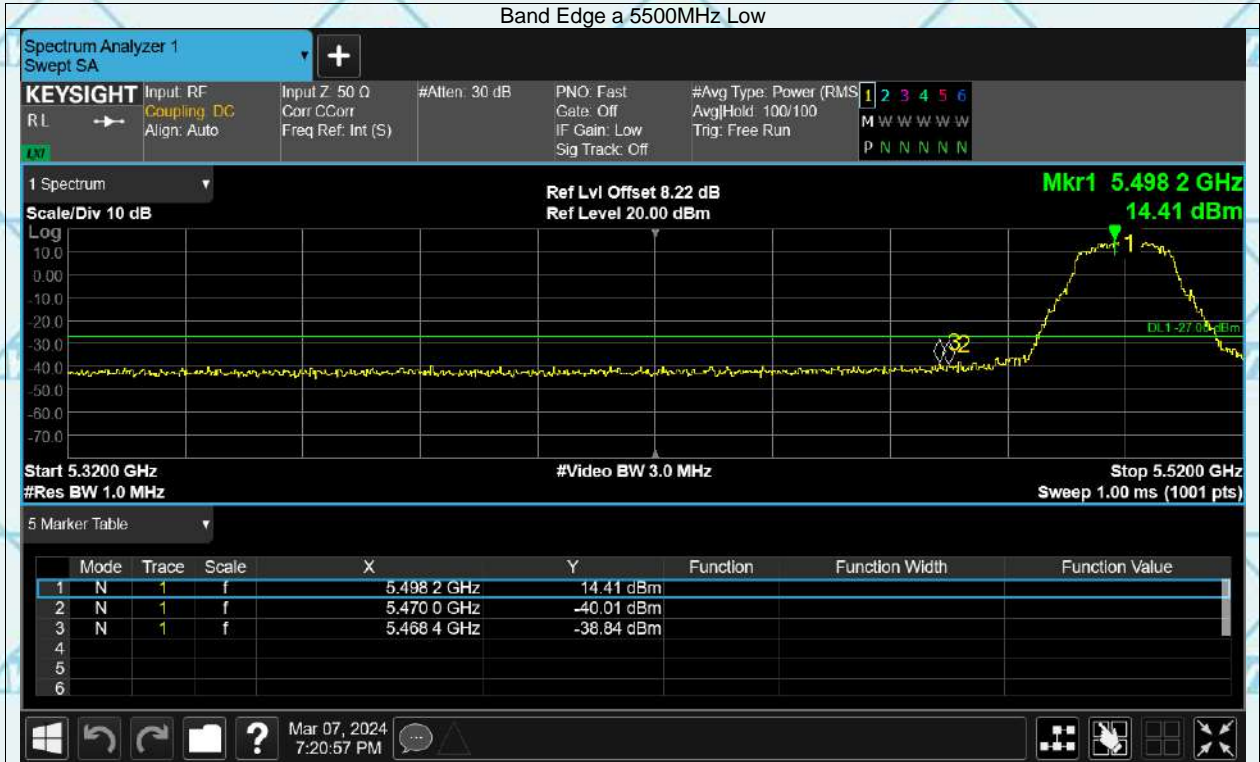 Band Edge a 5500MHz Low
Spectrum Analyzer 1
Swept SA
+
KEYSIGHT
RL
LXI
Input: RF
Coupling: DC
Align: Auto
Input Z: 50 Ω
Corr CCorr
Freq Ref: Int (S)
#Atten: 30 dB
PNO: Fast
Gate: Off
IF Gain: Low
Sig Track: Off
#Avg Type: Power (RMS
Avg|Hold: 100/100
Trig: Free Run
1 2 3 4 5 6
M W W W W W
P N N N N N
1 Spectrum
Scale/Div 10 dB
Ref Lvl Offset 8.22 dB
Ref Level 20.00 dBm
Mkr1 5.498 2 GHz
14.41 dBm
Log
10.0
0.00
-10.0
-20.0
-30.0
-40.0
-50.0
-60.0
-70.0
1
DL1 -27.00 dBm
32
Start 5.3200 GHz
#Video BW 3.0 MHz
Stop 5.5200 GHz
#Res BW 1.0 MHz
Sweep 1.00 ms (1001 pts)
5 Marker Table
Mode Trace Scale X Y Function Function Width Function Value
1 N 1 f 5.498 2 GHz 14.41 dBm
2 N 1 f 5.470 0 GHz -40.01 dBm
3 N 1 f 5.468 4 GHz -38.84 dBm
4
5
6
?
Mar 07, 2024
7:20:57 PM